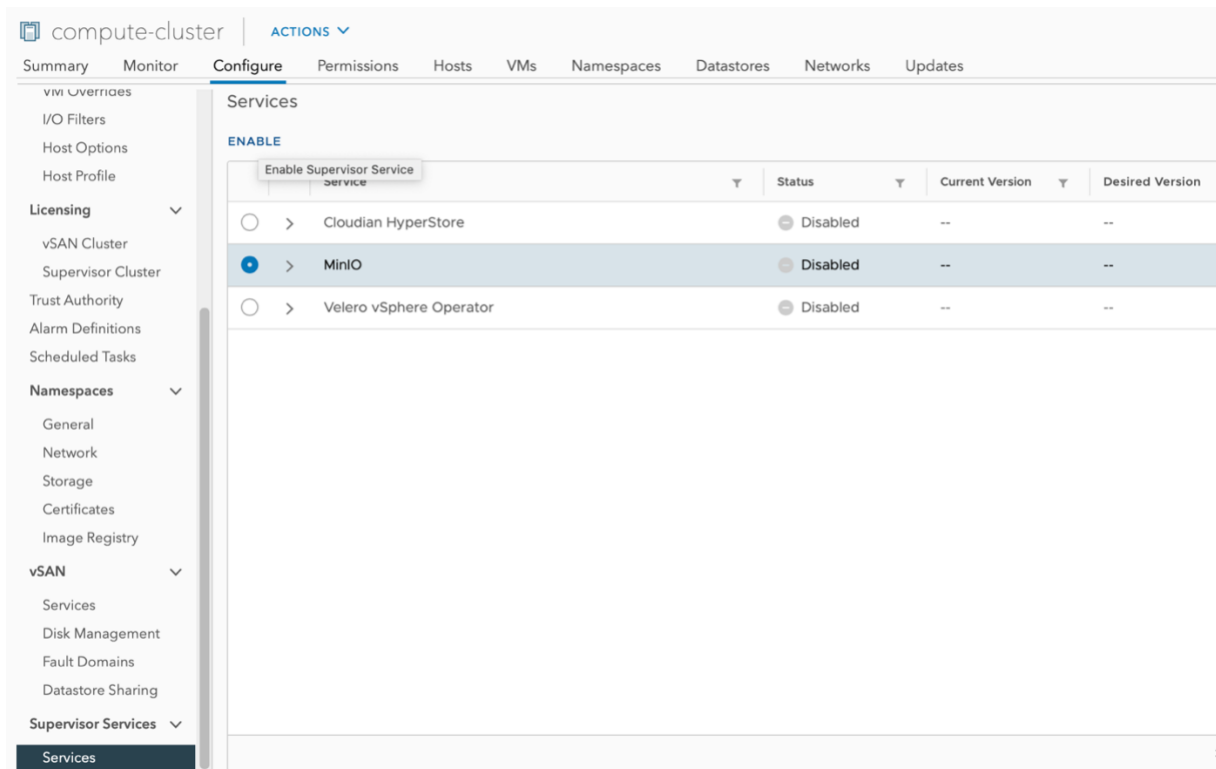 compute-cluster ACTIONS
Summary Monitor Configure Permissions Hosts VMs Namespaces Datastores Networks Updates
VM Overrides
I/O Filters
Host Options
Host Profile
Licensing
vSAN Cluster
Supervisor Cluster
Trust Authority
Alarm Definitions
Scheduled Tasks
Namespaces
General
Network
Storage
Certificates
Image Registry
vSAN
Services
Disk Management
Fault Domains
Datastore Sharing
Supervisor Services
Services
Services
ENABLE
Enable Supervisor Service
Service Status Current Version Desired Version
Cloudian HyperStore Disabled -- --
MinIO Disabled -- --
Velero vSphere Operator Disabled -- --